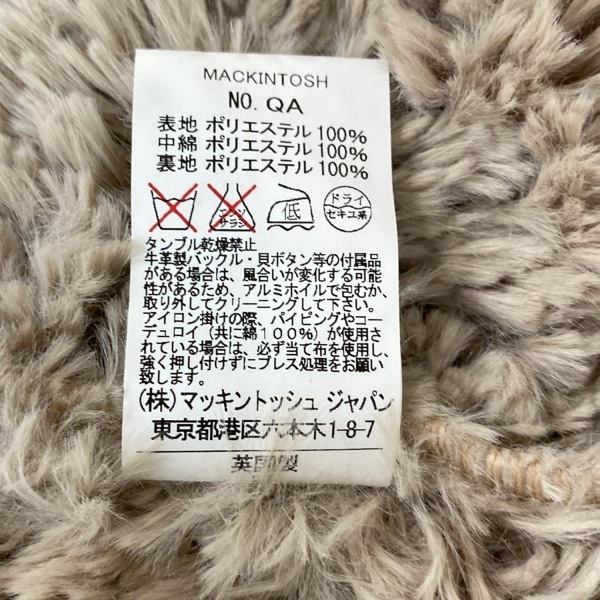 MACKINTOSH
NO. QA
表地 ポリエステル 100%
中綿 ポリエステル 100%
裏地 ポリエステル 100%
エンソ
サラシ
低
ドライ
セキユ系
タンブル乾燥禁止
牛革製バックル・貝ボタン等の付属品
がある場合は、風合いが変化する可能
性があるため、アルミホイルで包むか、
取り外してクリーニングして下さい。
アイロン掛けの際、パイピングやコー
デュロイ（共に綿100%）が使用さ
れている場合は、必ず当て布を使用し、
強く押し付けずにプレス処理をお願い
致します。
(株)マッキントッシュ ジャパン
東京都港区六本木1-8-7
英国製